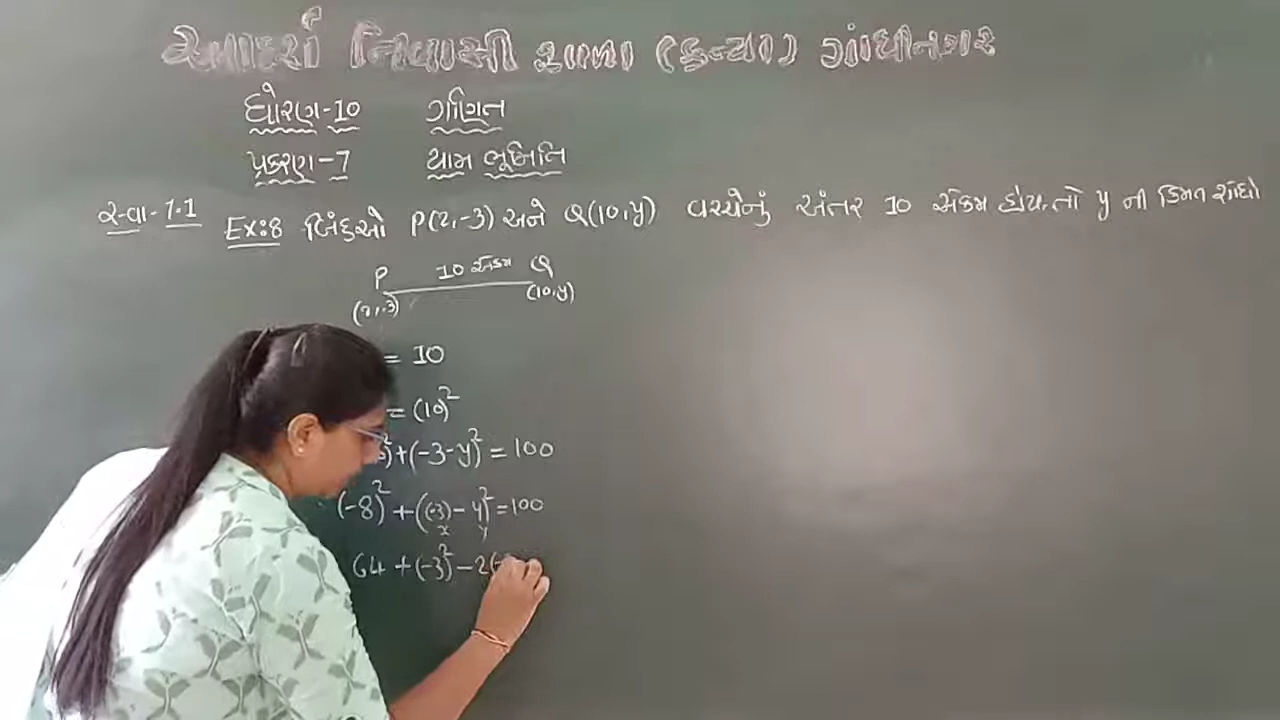 આદર્શ નિવાસી શાળા (કન્યા) ગાંધીનગર
ધોરણ-10 ગણિત
પ્રકરણ-7 યામ ભૂમિતિ
સ્વા-7.1 Ex:8 બિંદુઓ P(2,-3) અને Q(10,y) વચ્ચેનું અંતર 10 એકમ હોય,તો y ની કિંમત શોધો
P 10 એકમ Q
(2,-3) (10,y)
= 10
= (10)²
)²+(-3-y)²=100
(-8)²+((-3)-y)²=100
x y
64+(-3)²-2(-